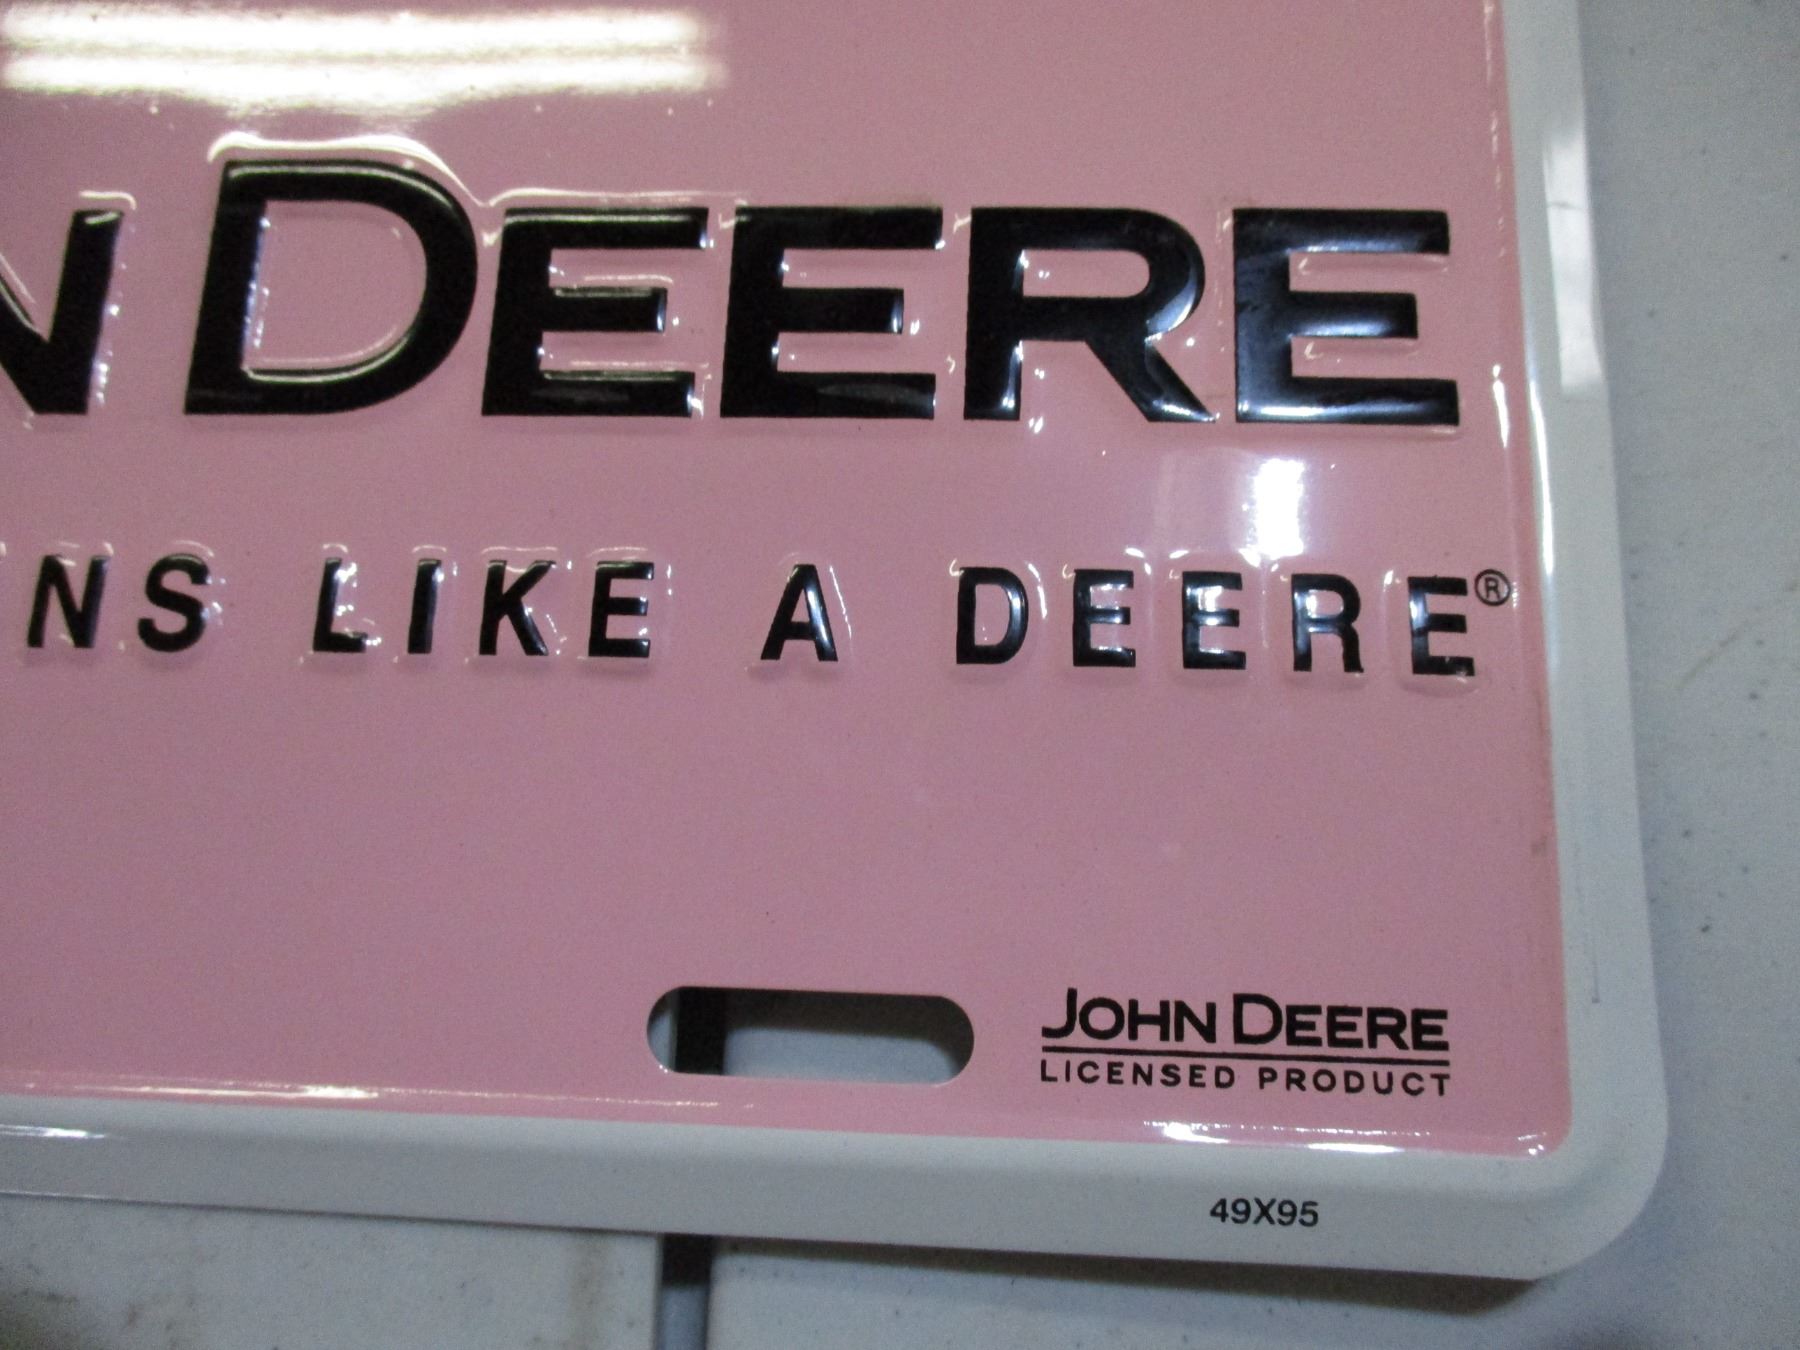 N DEERE
NS LIKE A DEERE®
JOHN DEERE
LICENSED PRODUCT
49X95